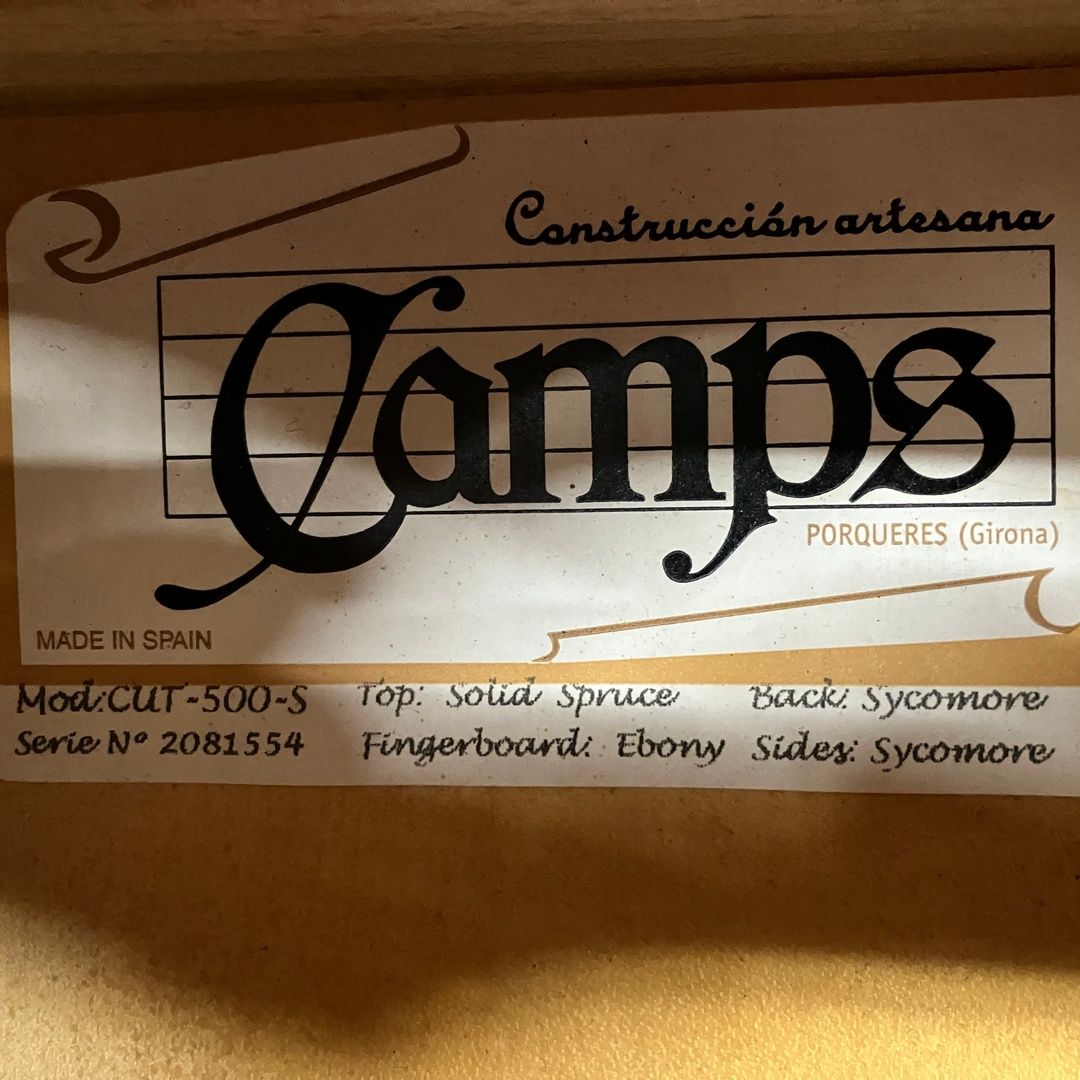 Construcción artesana
Camps
PORQUERES (Girona)
MADE IN SPAIN
Mod:CUT-500-S Top: Solid Spruce Back: Sycomore
Serie Nº 2081554 Fingerboard: Ebony Sides: Sycomore